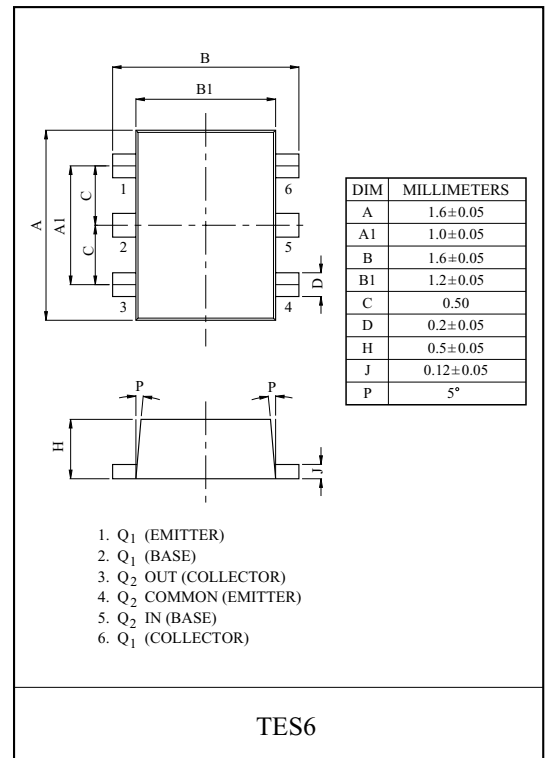 B
B1
1
6
A
A1
C
2
5
C
D
3
4
DIM MILLIMETERS
A 1.6±0.05
A1 1.0±0.05
B 1.6±0.05
B1 1.2±0.05
C 0.50
D 0.2±0.05
H 0.5±0.05
J 0.12±0.05
P 5°
P
P
H
J
1. Q1 (EMITTER)
2. Q1 (BASE)
3. Q2 OUT (COLLECTOR)
4. Q2 COMMON (EMITTER)
5. Q2 IN (BASE)
6. Q1 (COLLECTOR)
TES6